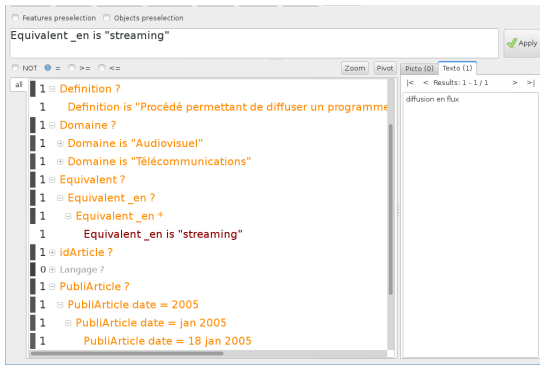 Features preselection Objects preselection
Equivalent _en is "streaming"
Apply
NOT = >= <= Zoom Pivot Picto (0) Texto (1)
all
|< < Results: 1 - 1 / 1 > >|
diffusion en flux
1 Definition ?
1 Definition is "Procédé permettant de diffuser un programme
1 Domaine ?
1 Domaine is "Audiovisuel"
1 Domaine is "Télécommunications"
1 Equivalent ?
1 Equivalent _en ?
1 Equivalent _en *
1 Equivalent _en is "streaming"
1 idArticle ?
0 Langage ?
1 PubliArticle ?
1 PubliArticle date = 2005
1 PubliArticle date = jan 2005
1 PubliArticle date = 18 jan 2005